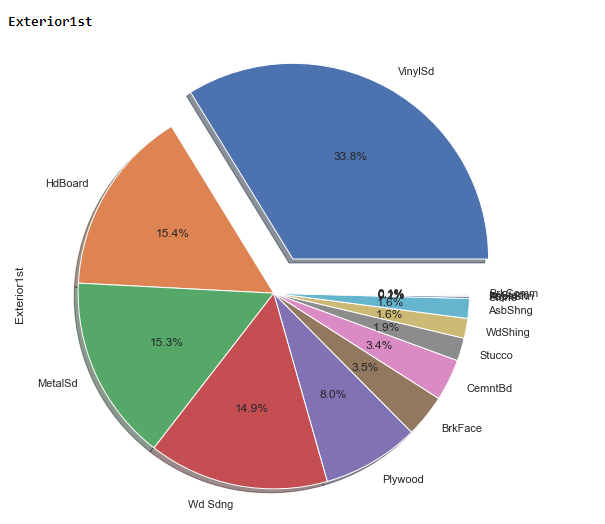 Exterior1st
VinylSd
33.8%
HdBoard
15.4%
Exterior1st
15.3%
MetalSd
14.9%
Wd Sdng
8.0%
Plywood
3.5%
BrkFace
3.4%
CemntBd
1.9%
Stucco
1.6%
WdShing
1.6%
AsbShng
BrkComm